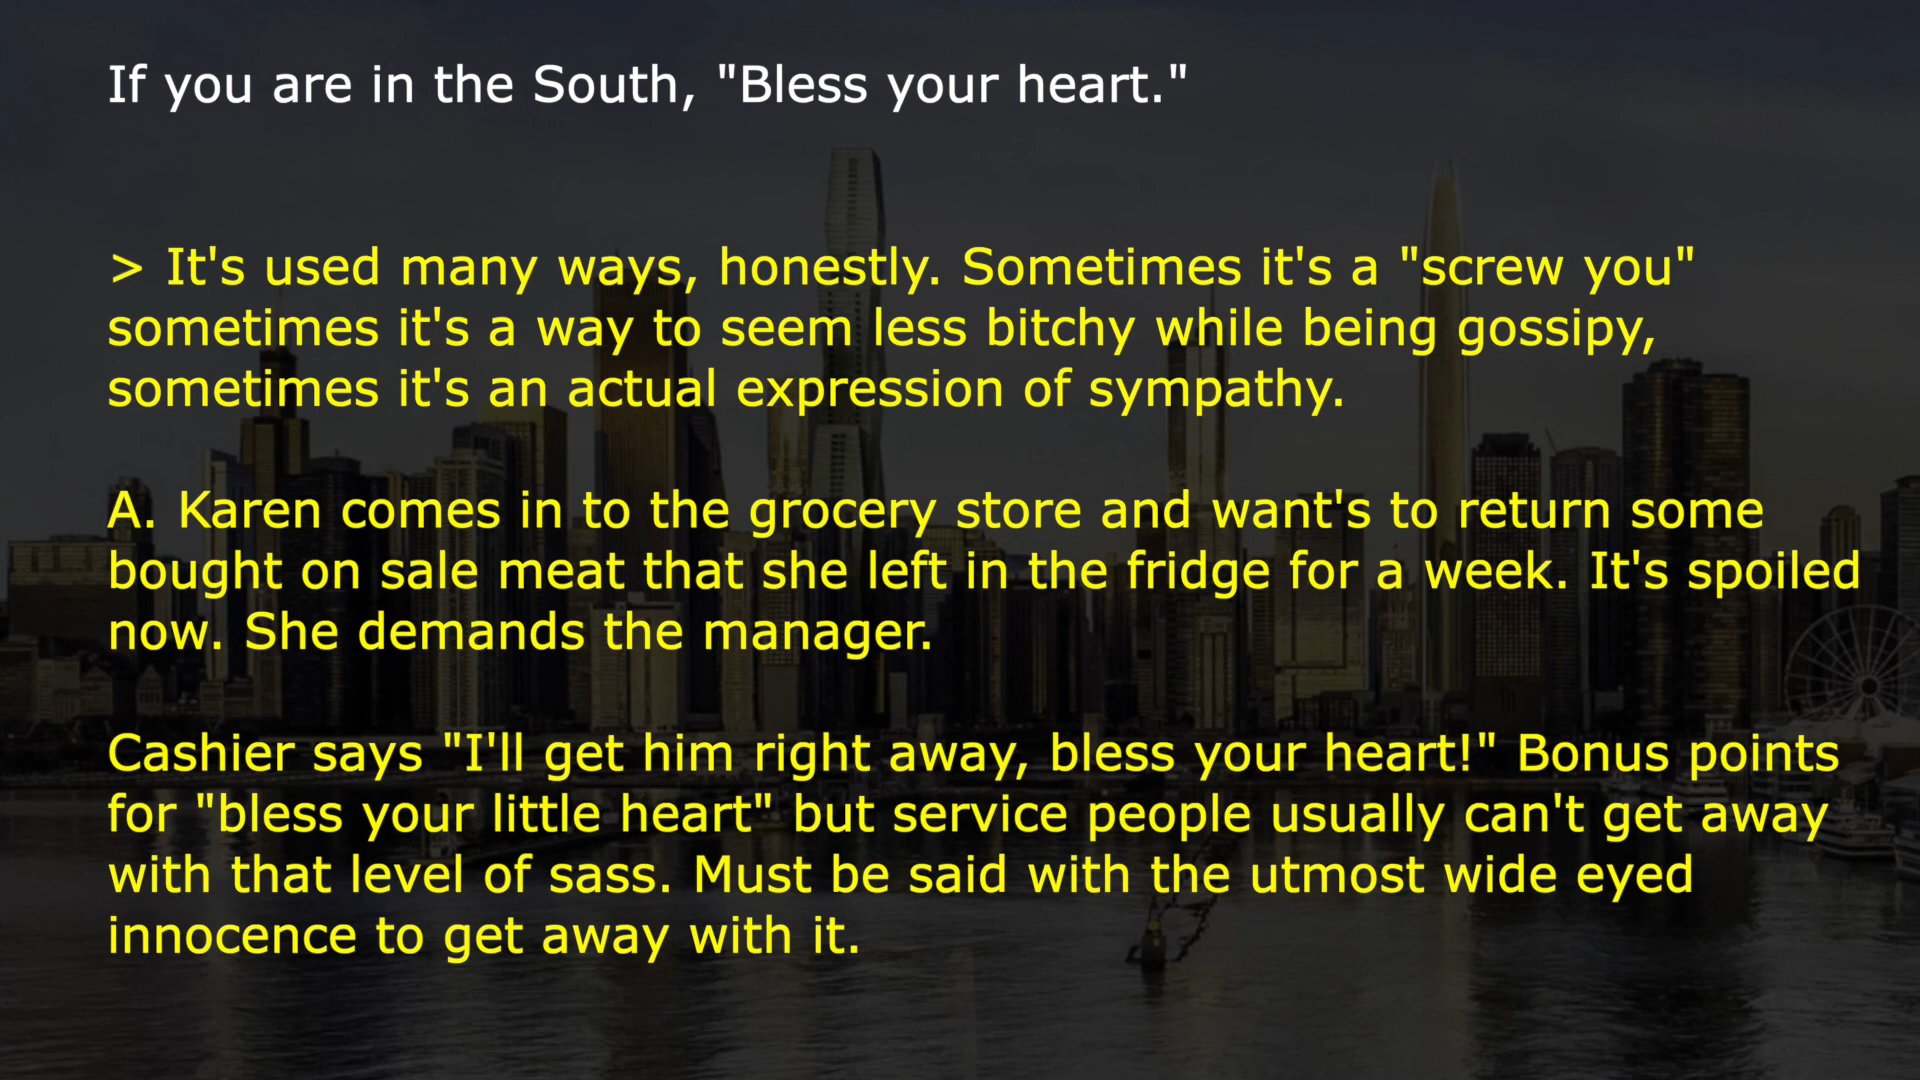 If you are in the South, "Bless your heart."
> It's used many ways, honestly. Sometimes it's a "screw you"
sometimes it's a way to seem less bitchy while being gossipy,
sometimes it's an actual expression of sympathy.
A. Karen comes in to the grocery store and want's to return some
bought on sale meat that she left in the fridge for a week. It's spoiled
now. She demands the manager.
Cashier says "I'll get him right away, bless your heart!" Bonus points
for "bless your little heart" but service people usually can't get away
with that level of sass. Must be said with the utmost wide eyed
innocence to get away with it.